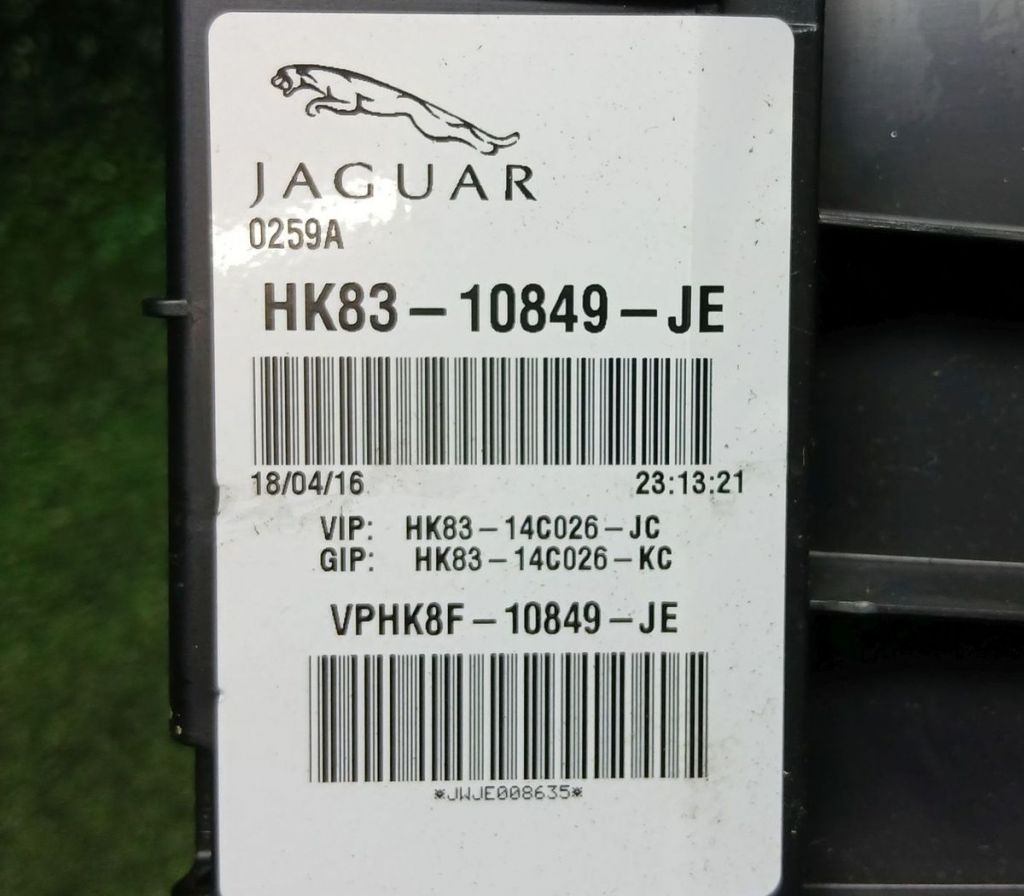 JAGUAR
0259A
HK83-10849-JE
18/04/16 23:13:21
VIP: HK83-14C026-JC
GIP: HK83-14C026-KC
VPHK8F-10849-JE
*JWJE008635*